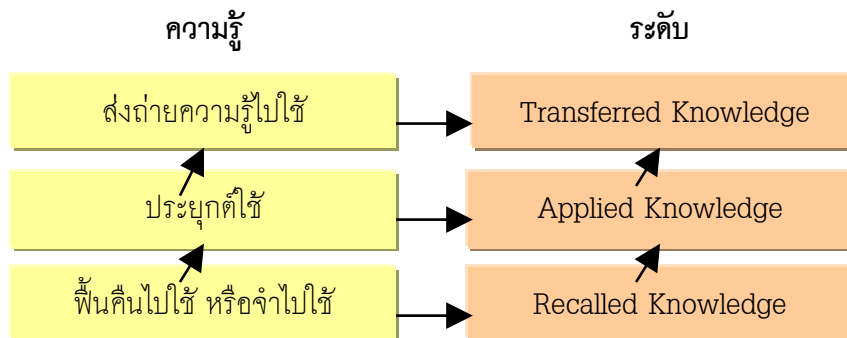 ความรู้ ระดับ
ส่งถ่ายความรู้ไปใช้ Transferred Knowledge
ประยุกต์ใช้ Applied Knowledge
ฟื้นคืนไปใช้ หรือจำไปใช้ Recalled Knowledge